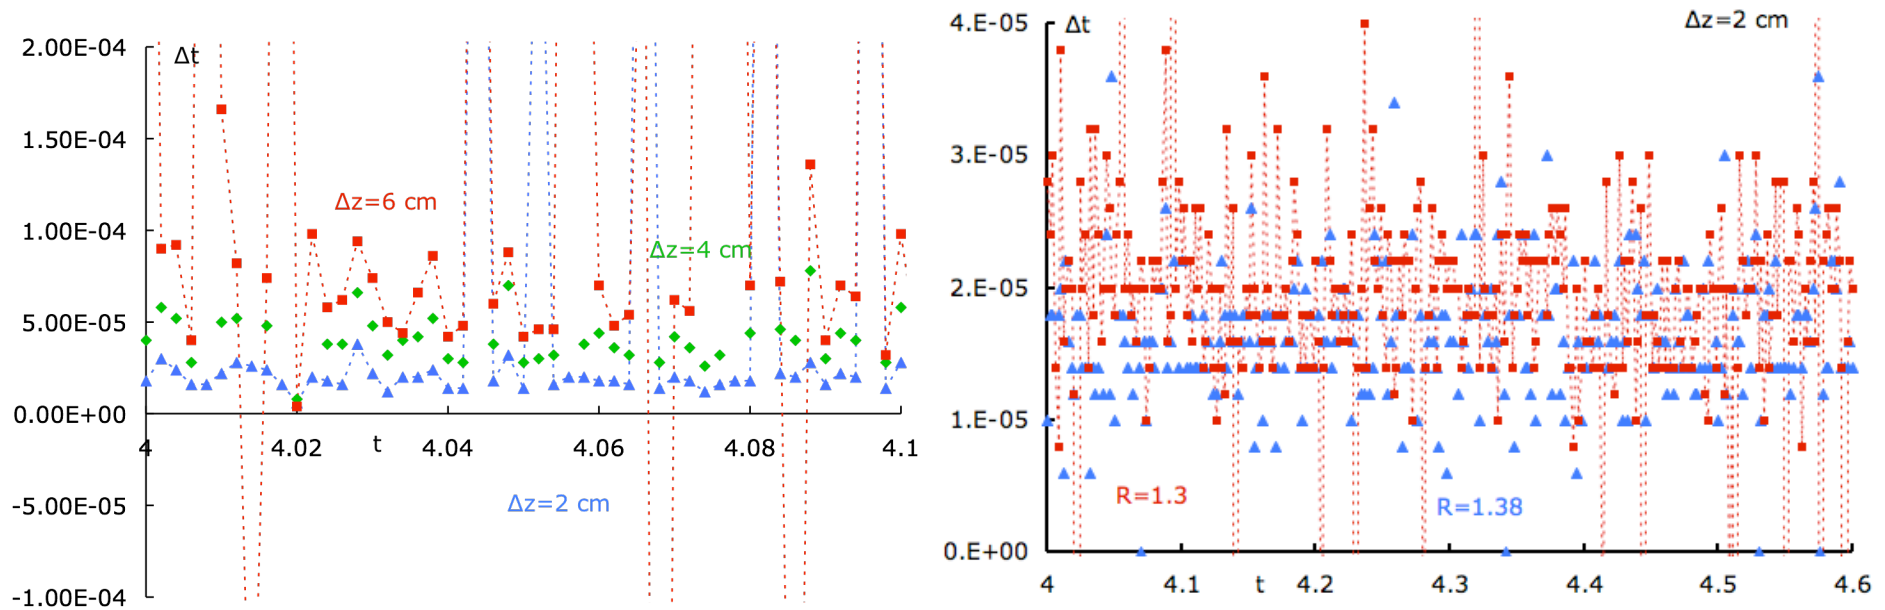 2.00E-04
Δt
1.50E-04
Δz=6 cm
1.00E-04
Δz=4 cm
5.00E-05
0.00E+00
4 4.02 t 4.04 4.06 4.08 4.1
Δz=2 cm
-5.00E-05
-1.00E-04
4.E-05
Δt
Δz=2 cm
3.E-05
2.E-05
1.E-05
R=1.3
R=1.38
0.E+00
4 4.1 t 4.2 4.3 4.4 4.5 4.6